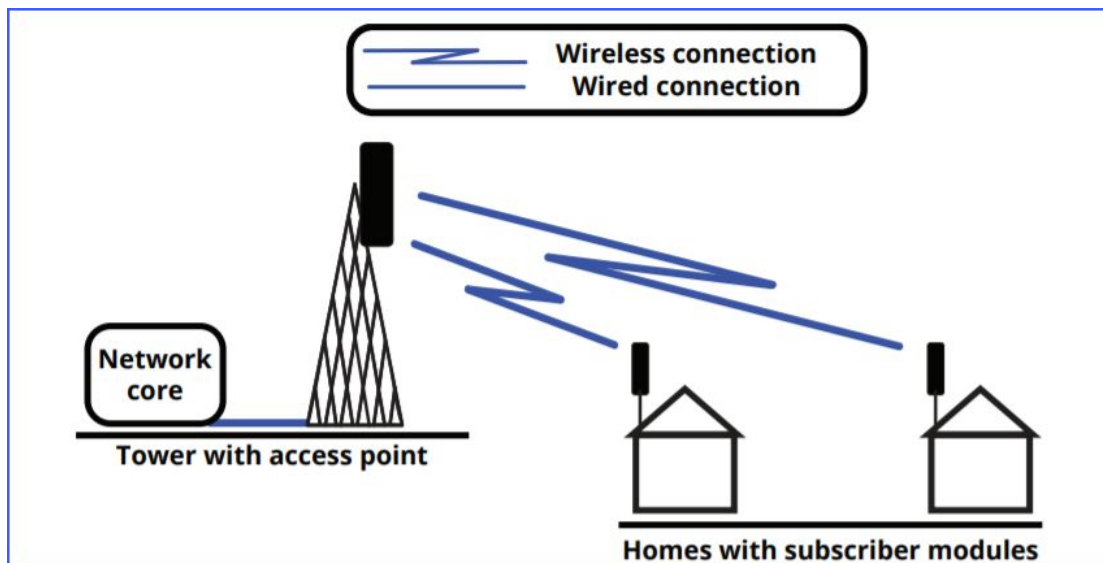 Wireless connection
Wired connection
Network
core
Tower with access point
Homes with subscriber modules